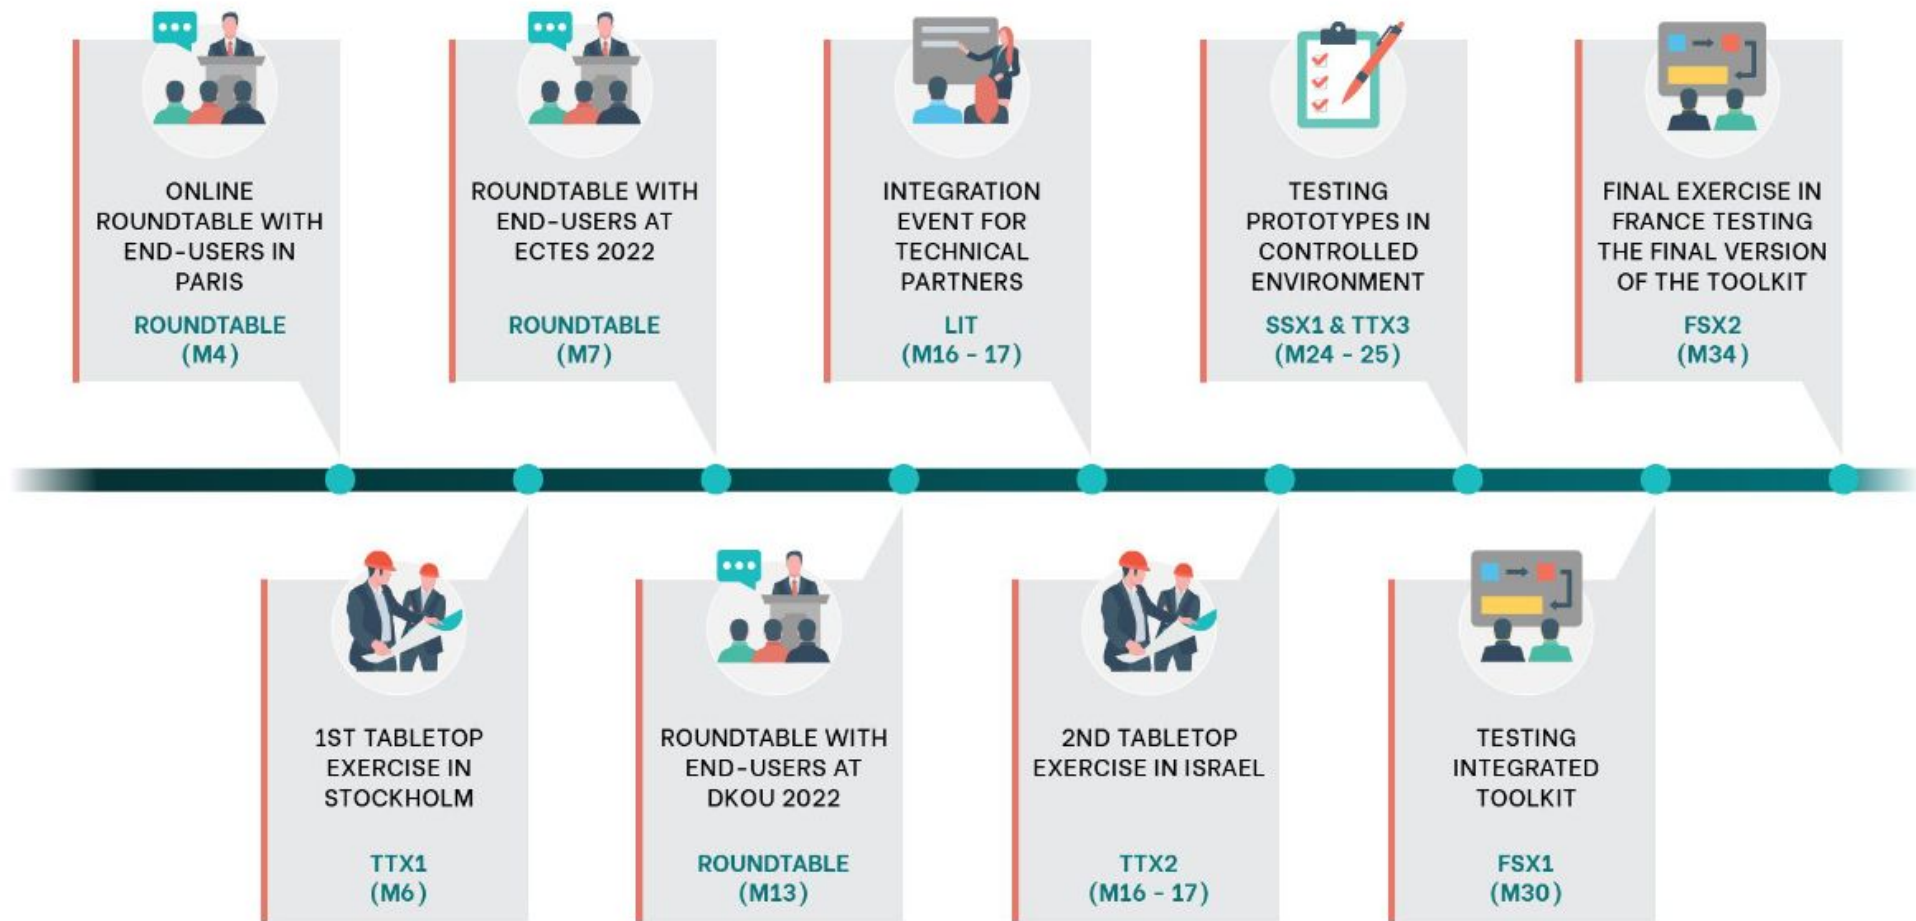 ONLINE
ROUNDTABLE WITH
END-USERS IN
PARIS
ROUNDTABLE
(M4)
ROUNDTABLE WITH
END-USERS AT
ECTES 2022
ROUNDTABLE
(M7)
INTEGRATION
EVENT FOR
TECHNICAL
PARTNERS
LIT
(M16 - 17)
TESTING
PROTOTYPES IN
CONTROLLED
ENVIRONMENT
SSX1 & TTX3
(M24 - 25)
FINAL EXERCISE IN
FRANCE TESTING
THE FINAL VERSION
OF THE TOOLKIT
FSX2
(M34)
1ST TABLETOP
EXERCISE IN
STOCKHOLM
TTX1
(M6)
ROUNDTABLE WITH
END-USERS AT
DKOU 2022
ROUNDTABLE
(M13)
2ND TABLETOP
EXERCISE IN ISRAEL
TTX2
(M16 - 17)
TESTING
INTEGRATED
TOOLKIT
FSX1
(M30)